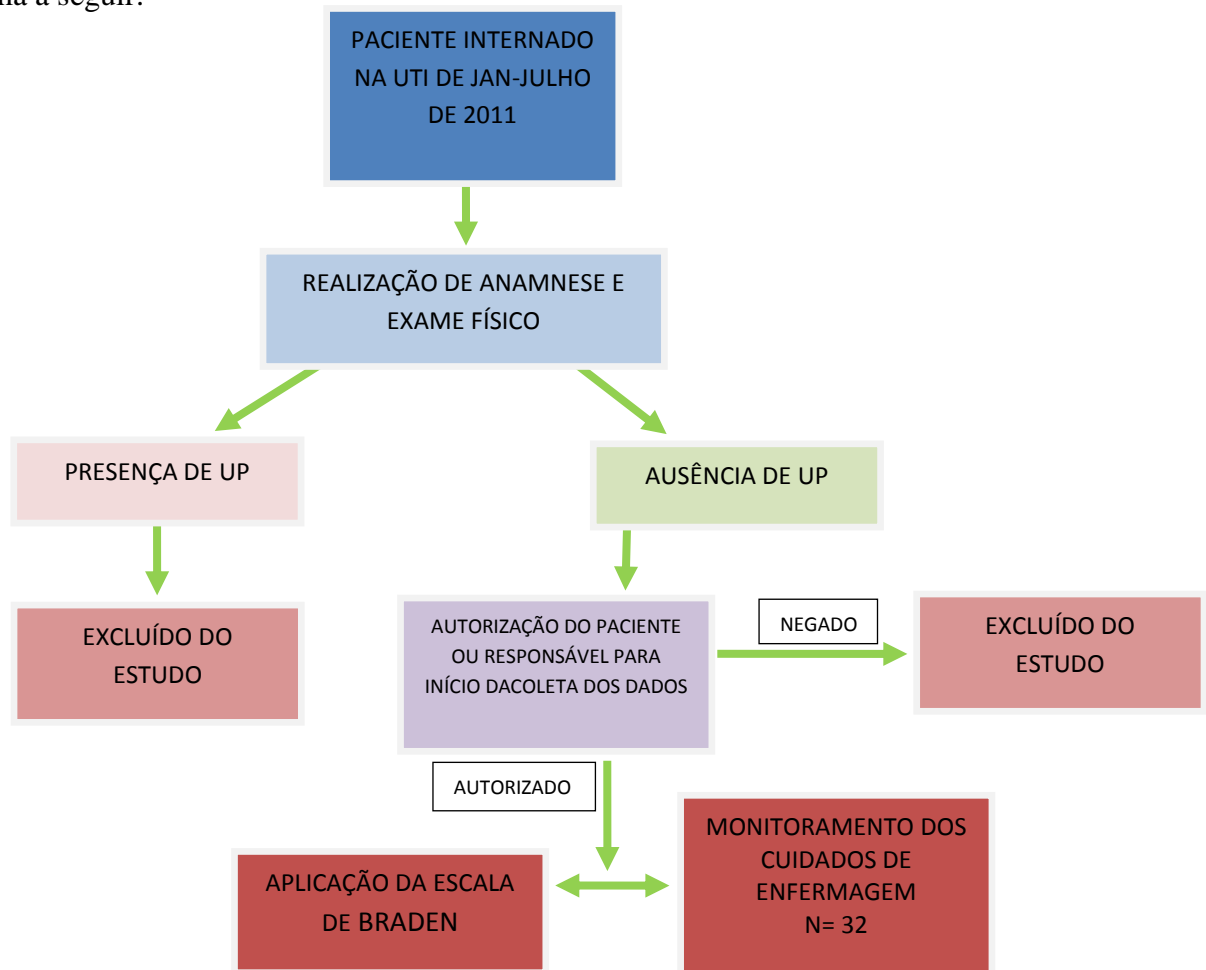 PACIENTE INTERNADO
NA UTI DE JAN-JULHO
DE 2011
REALIZAÇÃO DE ANAMNESE E
EXAME FÍSICO
PRESENÇA DE UP
AUSÊNCIA DE UP
EXCLUÍDO DO
ESTUDO
AUTORIZAÇÃO DO PACIENTE
OU RESPONSÁVEL PARA
INÍCIO DACOLETA DOS DADOS
NEGADO
EXCLUÍDO DO
ESTUDO
AUTORIZADO
APLICAÇÃO DA ESCALA
DE BRADEN
MONITORAMENTO DOS
CUIDADOS DE
ENFERMAGEM
N= 32